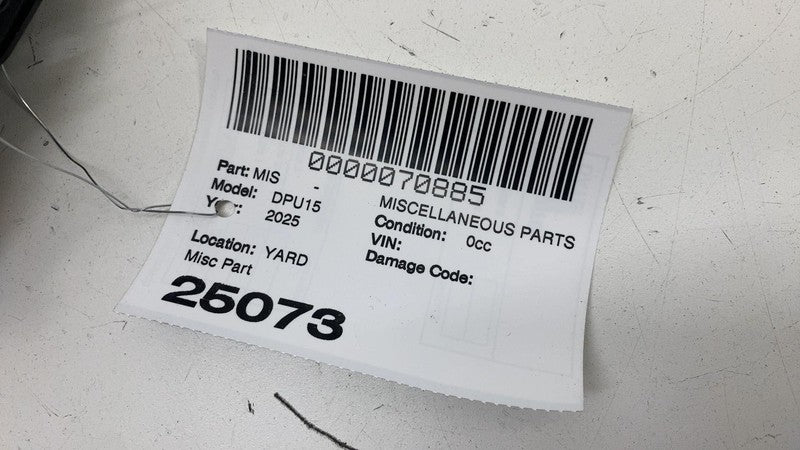 0000070885
Part: MIS - MISCELLANEOUS PARTS
Model: DPU15 Condition: 0cc
2025 VIN:
Location: YARD Damage Code:
Misc Part
25073